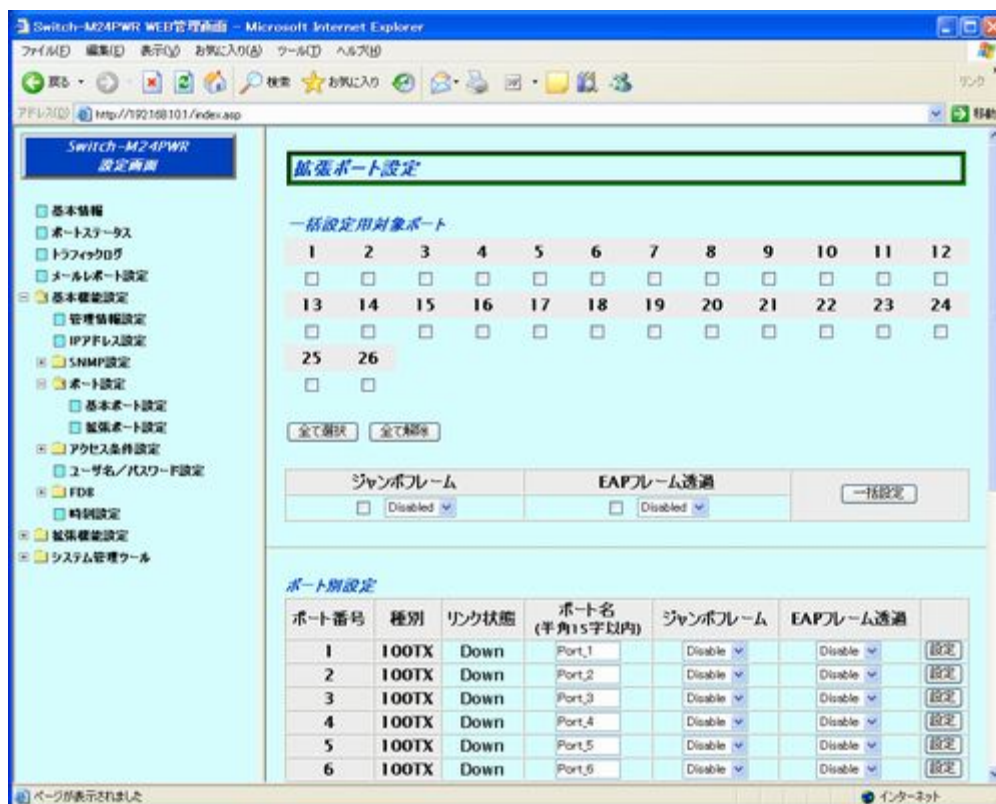 Switch-M24PWR WEB管理画面 - Microsoft Internet Explorer
ファイル(F) 編集(E) 表示(V) お気に入り(A) ツール(T) ヘルプ(H)
戻る 検索 お気に入り リンク
アドレス(D) http://192.168.10.1/index.asp 移動
Switch-M24PWR
設定画面
基本情報
ポートステータス
トラフィックログ
メールレポート設定
基本機能設定
管理情報設定
IPアドレス設定
SNMP設定
ポート設定
基本ポート設定
拡張ポート設定
アクセス条件設定
ユーザ名/パスワード設定
FDB
時刻設定
拡張機能設定
システム管理ツール
拡張ポート設定
一括設定用対象ポート
1 2 3 4 5 6 7 8 9 10 11 12
13 14 15 16 17 18 19 20 21 22 23 24
25 26
全て選択 全て解除
ジャンボフレーム EAPフレーム透過
Disabled Disabled 一括設定
ポート別設定
ポート番号 種別 リンク状態 ポート名 (半角15字以内) ジャンボフレーム EAPフレーム透過
1 100TX Down Port_1 Disable Disable 設定
2 100TX Down Port_2 Disable Disable 設定
3 100TX Down Port_3 Disable Disable 設定
4 100TX Down Port_4 Disable Disable 設定
5 100TX Down Port_5 Disable Disable 設定
6 100TX Down Port_6 Disable Disable 設定
ページが表示されました インターネット